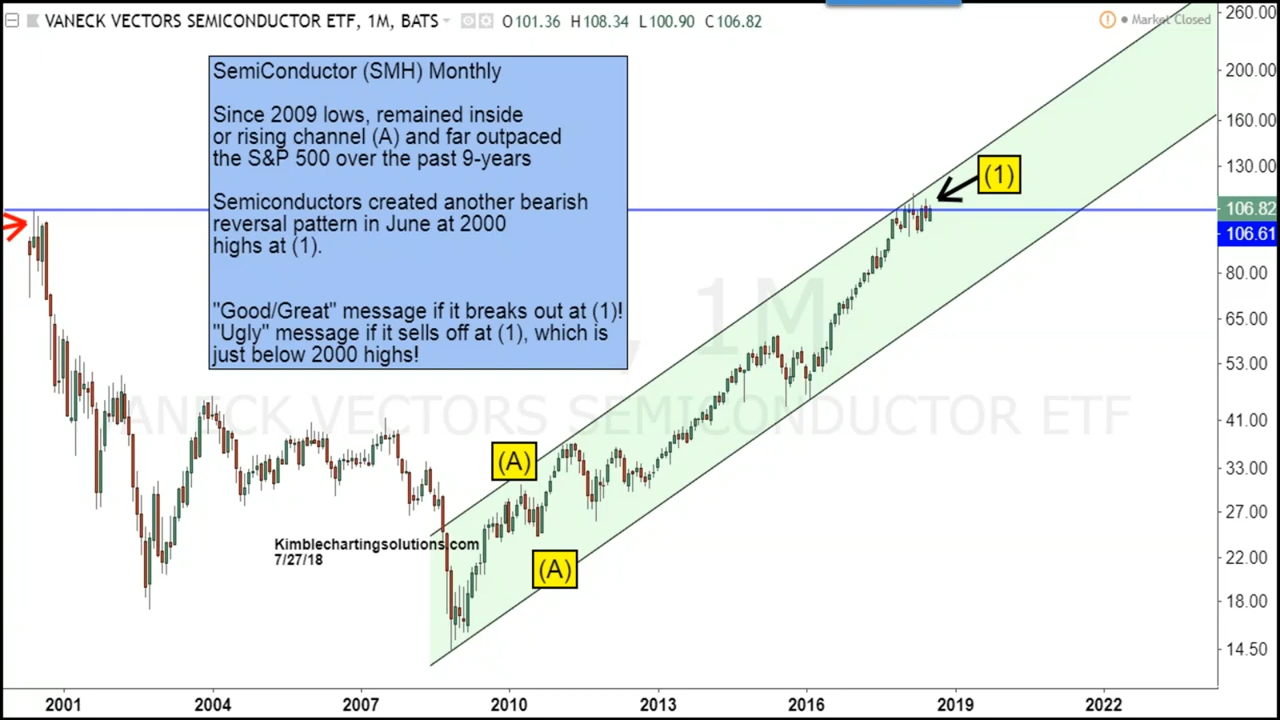 VANECK VECTORS SEMICONDUCTOR ETF, 1M, BATS O101.36 H108.34 L100.90 C106.82
Market Closed
SemiConductor (SMH) Monthly
Since 2009 lows, remained inside
or rising channel (A) and far outpaced
the S&P 500 over the past 9-years
Semiconductors created another bearish
reversal pattern in June at 2000
highs at (1).
"Good/Great" message if it breaks out at (1)!
"Ugly" message if it sells off at (1), which is
just below 2000 highs!
(1)
(A)
(A)
, 1M
VANECK VECTORS SEMICONDUCTOR ETF
Kimblechartingsolutions.com
7/27/18
260.00
200.00
160.00
130.00
106.82
106.61
80.00
65.00
53.00
41.00
33.00
27.00
22.00
18.00
14.50
2001 2004 2007 2010 2013 2016 2019 2022